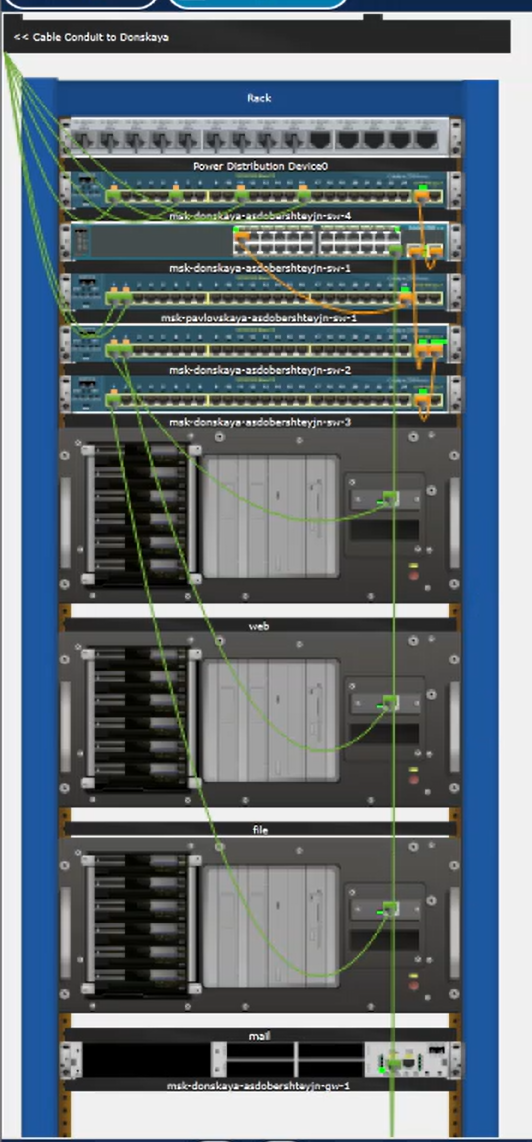 << Cable Conduit to Donskaya
Rack
Power Distribution Device0
msk-donskaya-asdobershteyjn-sw-4
msk-donskaya-asdobershteyjn-sw-1
msk-pavlovskaya-asdobershteyjn-sw-1
msk-donskaya-asdobershteyjn-sw-2
msk-donskaya-asdobershteyjn-sw-3
web
file
mail
msk-donskaya-asdobershteyjn-gw-1